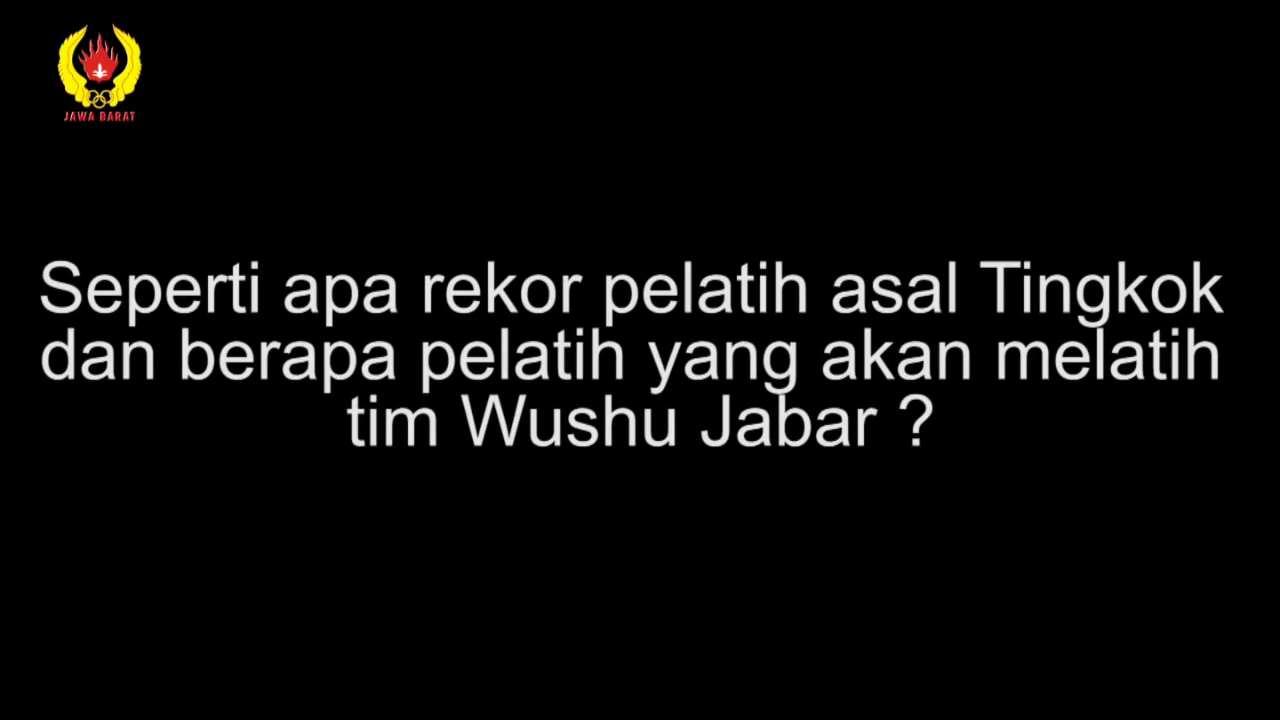 JAWA BARAT
Seperti apa rekor pelatih asal Tingkok
dan berapa pelatih yang akan melatih
tim Wushu Jabar ?